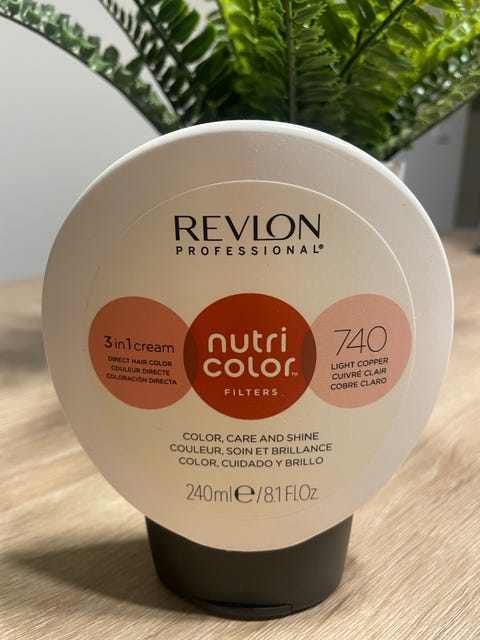 REVLON
PROFESSIONAL®
3 in 1 cream
DIRECT HAIR COLOR
COULEUR DIRECTE
COLORACIÓN DIRECTA
nutri
color™
FILTERS
740
LIGHT COPPER
CUIVRÉ CLAIR
COBRE CLARO
COLOR, CARE AND SHINE
COULEUR, SOIN ET BRILLANCE
COLOR, CUIDADO Y BRILLO
240ml℮/8.1 Fl.Oz.